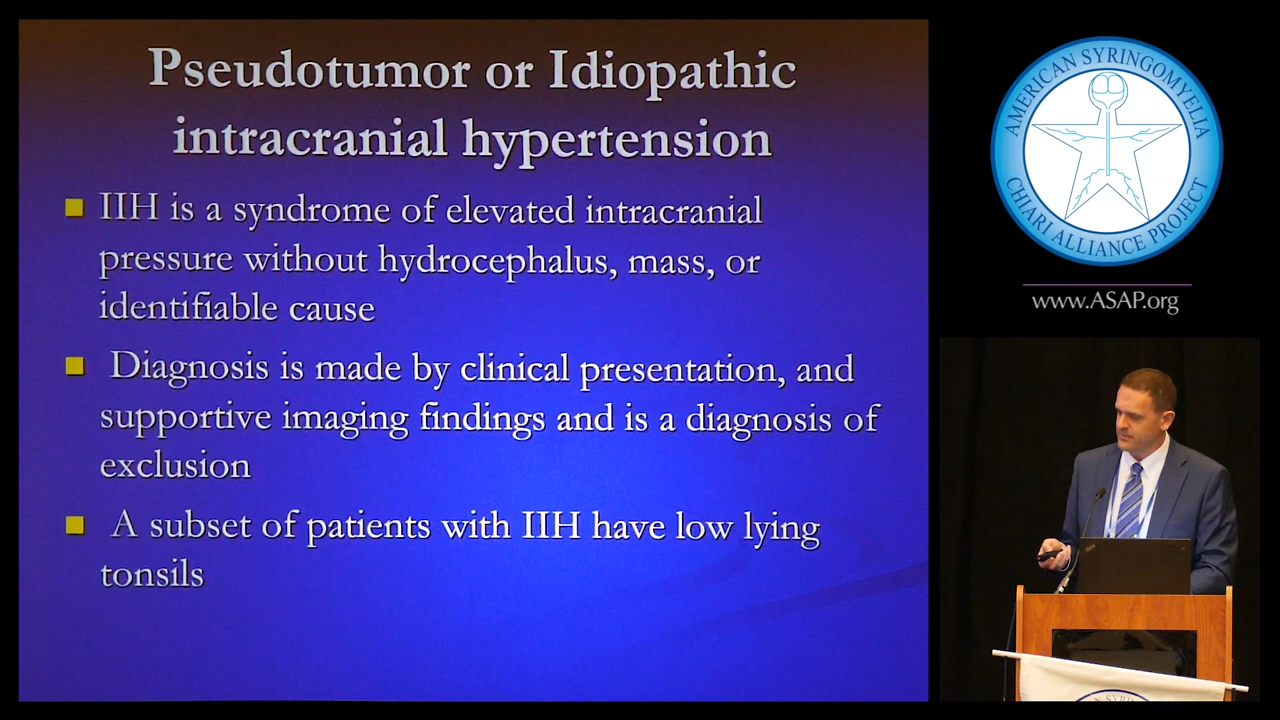 Pseudotumor or Idiopathic
intracranial hypertension
IIH is a syndrome of elevated intracranial
pressure without hydrocephalus, mass, or
identifiable cause
Diagnosis is made by clinical presentation, and
supportive imaging findings and is a diagnosis of
exclusion
A subset of patients with IIH have low lying
tonsils
AMERICAN SYRINGOMYELIA
CHIARI ALLIANCE PROJECT
www.ASAP.org